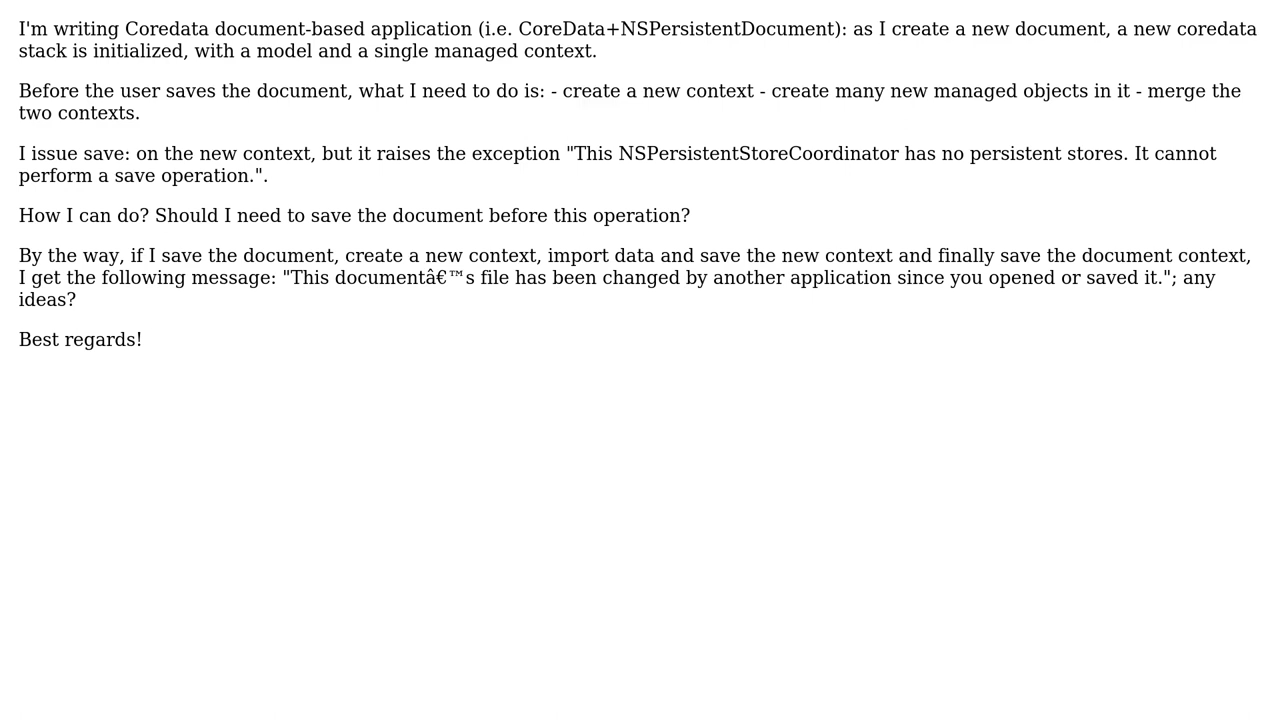 I'm writing Coredata document-based application (i.e. CoreData+NSPersistentDocument): as I create a new document, a new coredata
stack is initialized, with a model and a single managed context.
Before the user saves the document, what I need to do is: - create a new context - create many new managed objects in it - merge the
two contexts.
I issue save: on the new context, but it raises the exception "This NSPersistentStoreCoordinator has no persistent stores. It cannot
perform a save operation.".
How I can do? Should I need to save the document before this operation?
By the way, if I save the document, create a new context, import data and save the new context and finally save the document context,
I get the following message: "This documentâ€™s file has been changed by another application since you opened or saved it."; any
ideas?
Best regards!